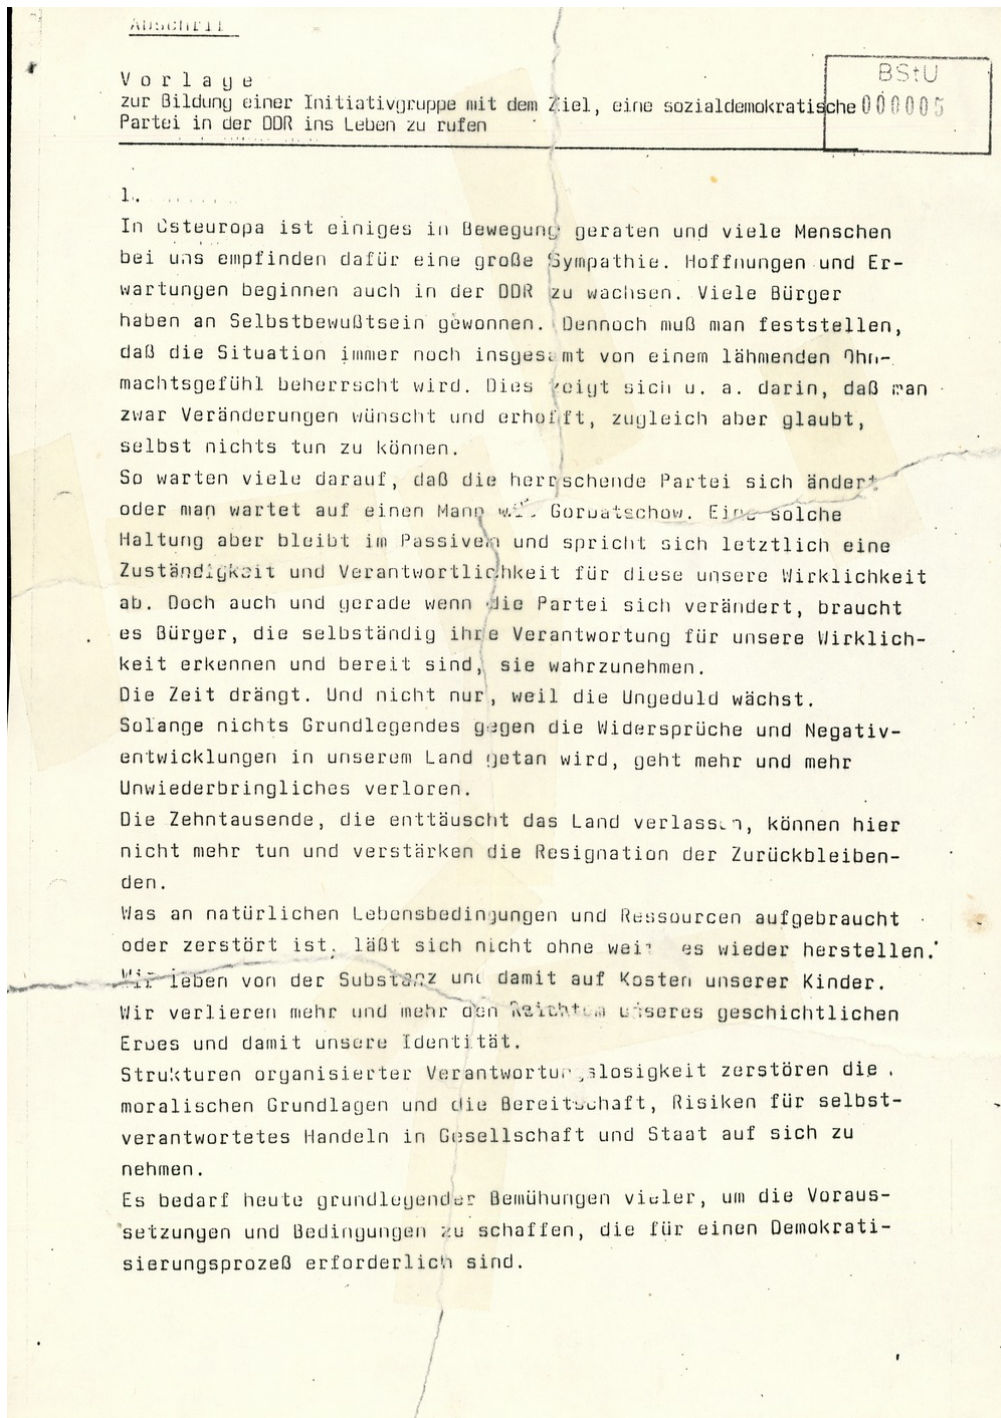 Abschrift
BStU
000005
V o r l a g e
zur Bildung einer Initiativgruppe mit dem Ziel, eine sozialdemokratische
Partei in der DDR ins Leben zu rufen
1.
In Osteuropa ist einiges in Bewegung geraten und viele Menschen
bei uns empfinden dafür eine große Sympathie. Hoffnungen und Er-
wartungen beginnen auch in der DDR zu wachsen. Viele Bürger
haben an Selbstbewußtsein gewonnen. Dennoch muß man feststellen,
daß die Situation immer noch insgesamt von einem lähmenden Ohn-
machtsgefühl beherrscht wird. Dies zeigt sich u. a. darin, daß man
zwar Veränderungen wünscht und erhofft, zugleich aber glaubt,
selbst nichts tun zu können.
So warten viele darauf, daß die herrschende Partei sich ändert
oder man wartet auf einen Mann wie Gorbatschow. Eine solche
Haltung aber bleibt im Passiven und spricht sich letztlich eine
Zuständigkeit und Verantwortlichkeit für diese unsere Wirklichkeit
ab. Doch auch und gerade wenn die Partei sich verändert, braucht
es Bürger, die selbständig ihre Verantwortung für unsere Wirklich-
keit erkennen und bereit sind, sie wahrzunehmen.
Die Zeit drängt. Und nicht nur, weil die Ungeduld wächst.
Solange nichts Grundlegendes gegen die Widersprüche und Negativ-
entwicklungen in unserem Land getan wird, geht mehr und mehr
Unwiederbringliches verloren.
Die Zehntausende, die enttäuscht das Land verlassen, können hier
nicht mehr tun und verstärken die Resignation der Zurückbleiben-
den.
Was an natürlichen Lebensbedingungen und Ressourcen aufgebraucht
oder zerstört ist, läßt sich nicht ohne weiteres wieder herstellen.
Wir leben von der Substanz und damit auf Kosten unserer Kinder.
Wir verlieren mehr und mehr den Reichtum unseres geschichtlichen
Erbes und damit unsere Identität.
Strukturen organisierter Verantwortungslosigkeit zerstören die
moralischen Grundlagen und die Bereitschaft, Risiken für selbst-
verantwortetes Handeln in Gesellschaft und Staat auf sich zu
nehmen.
Es bedarf heute grundlegender Bemühungen vieler, um die Voraus-
setzungen und Bedingungen zu schaffen, die für einen Demokrati-
sierungsprozeß erforderlich sind.